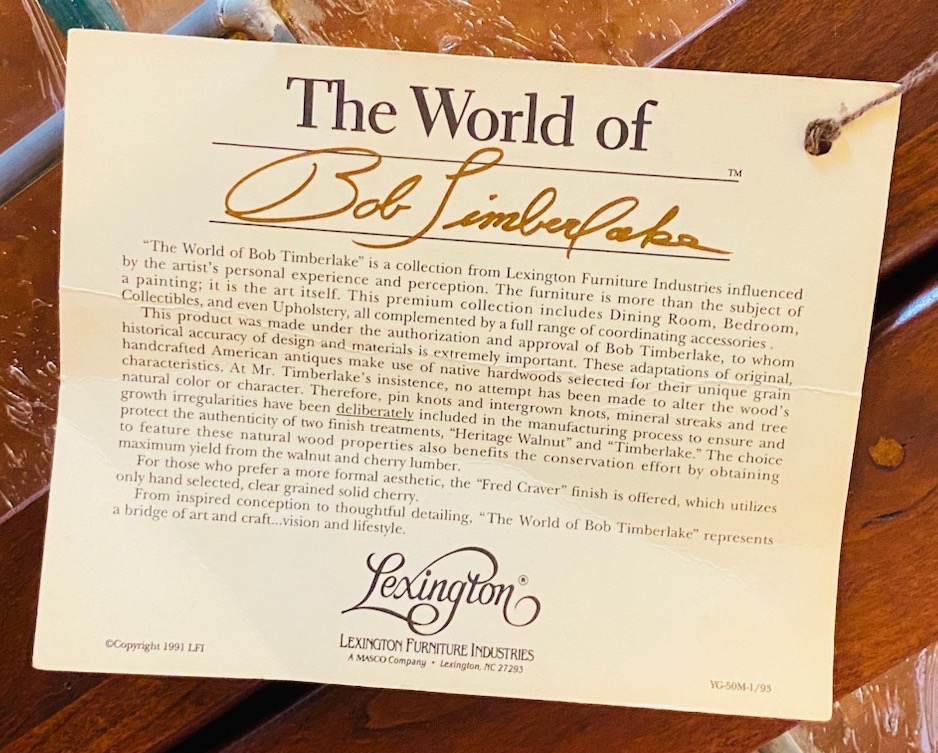 The World of
TM
Bob Timberlake
"The World of Bob Timberlake" is a collection from Lexington Furniture Industries influenced
by the artist's personal experience and perception. The furniture is more than the subject of
a painting; it is the art itself. This premium collection includes Dining Room, Bedroom,
Collectibles, and even Upholstery, all complemented by a full range of coordinating accessories .
This product was made under the authorization and approval of Bob Timberlake, to whom
historical accuracy of design and materials is extremely important. These adaptations of original,
handcrafted American antiques make use of native hardwoods selected for their unique grain
characteristics. At Mr. Timberlake's insistence, no attempt has been made to alter the wood's
natural color or character. Therefore, pin knots and intergrown knots, mineral streaks and tree
growth irregularities have been deliberately included in the manufacturing process to ensure and
protect the authenticity of two finish treatments, "Heritage Walnut" and "Timberlake." The choice
to feature these natural wood properties also benefits the conservation effort by obtaining
maximum yield from the walnut and cherry lumber.
For those who prefer a more formal aesthetic, the "Fred Craver" finish is offered, which utilizes
only hand selected, clear grained solid cherry.
From inspired conception to thoughtful detailing, "The World of Bob Timberlake" represents
a bridge of art and craft...vision and lifestyle.
Lexington®
LEXINGTON FURNITURE INDUSTRIES
A MASCO Company • Lexington, NC 27293
©Copyright 1991 LFI
YG-50M-1/93